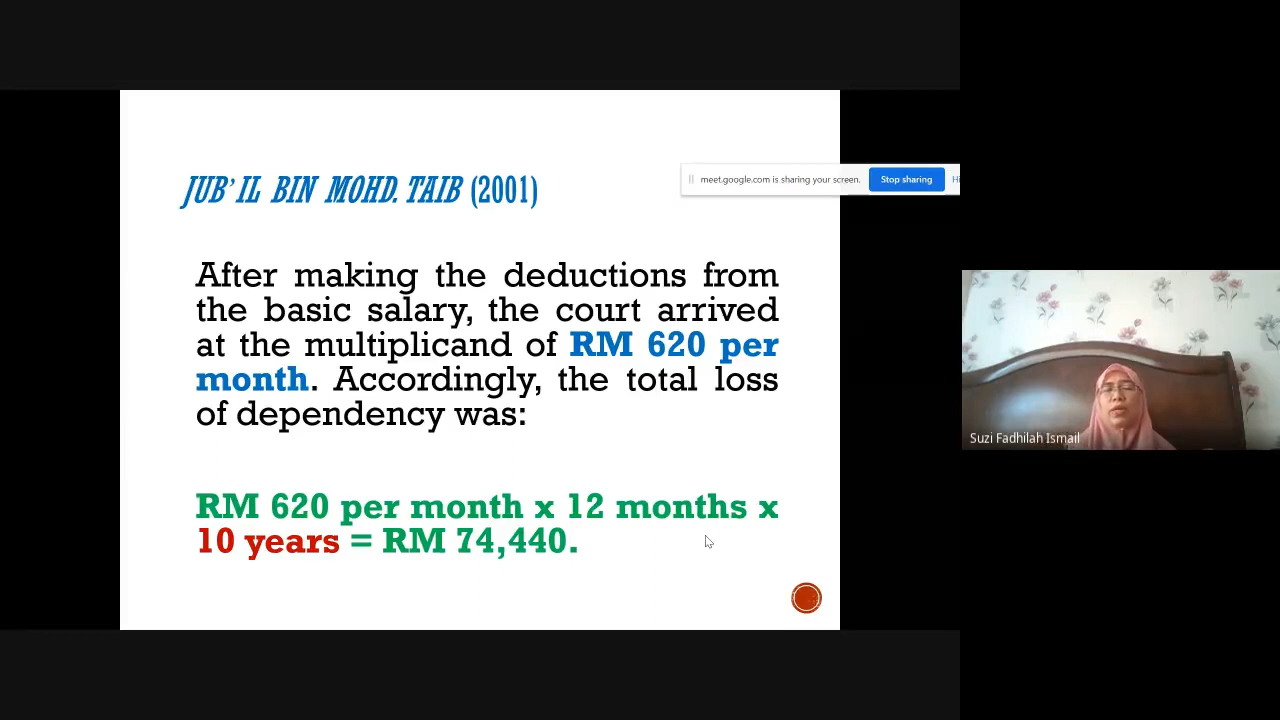 JUB'IL BIN MOHD. TAIB (2001)
meet.google.com is sharing your screen.
Stop sharing
Hi
After making the deductions from
the basic salary, the court arrived
at the multiplicand of RM 620 per
month. Accordingly, the total loss
of dependency was:
RM 620 per month x 12 months x
10 years = RM 74,440.
Suzi Fadhilah Ismail